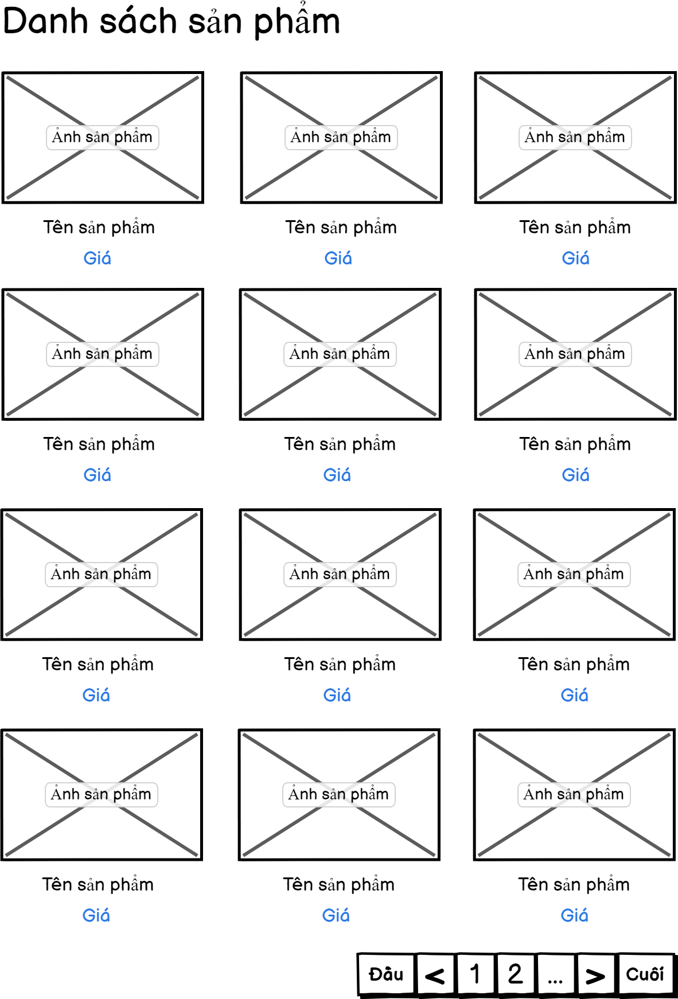 Danh sách sản phẩm
Ảnh sản phẩm Ảnh sản phẩm Ảnh sản phẩm
Tên sản phẩm Tên sản phẩm Tên sản phẩm
Giá Giá Giá
Ảnh sản phẩm Ảnh sản phẩm Ảnh sản phẩm
Tên sản phẩm Tên sản phẩm Tên sản phẩm
Giá Giá Giá
Ảnh sản phẩm Ảnh sản phẩm Ảnh sản phẩm
Tên sản phẩm Tên sản phẩm Tên sản phẩm
Giá Giá Giá
Ảnh sản phẩm Ảnh sản phẩm Ảnh sản phẩm
Tên sản phẩm Tên sản phẩm Tên sản phẩm
Giá Giá Giá
Đầu < 1 2 ... > Cuối